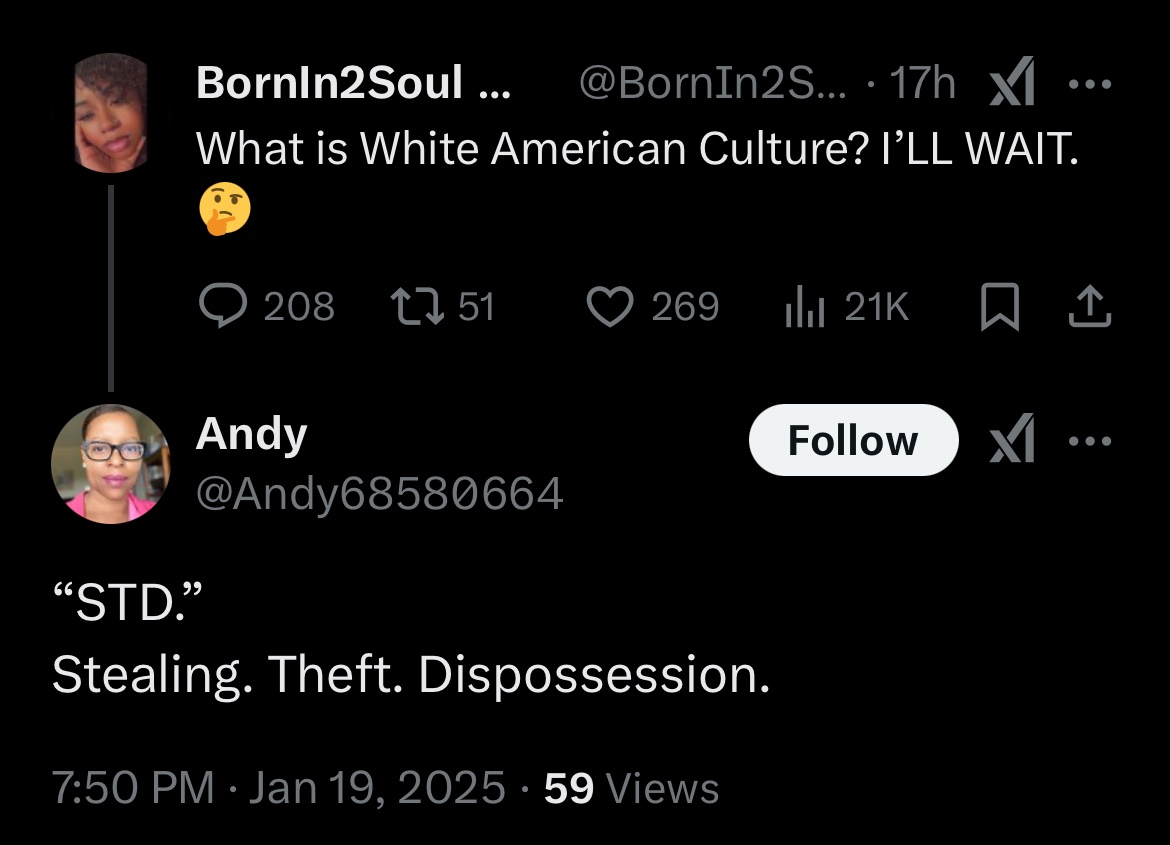 BornIn2Soul ... @BornIn2S... · 17h
What is White American Culture? I’LL WAIT.
🤔
208 51 269 21K
Andy
Follow
@Andy68580664
“STD.”
Stealing. Theft. Dispossession.
7:50 PM · Jan 19, 2025 · 59 Views